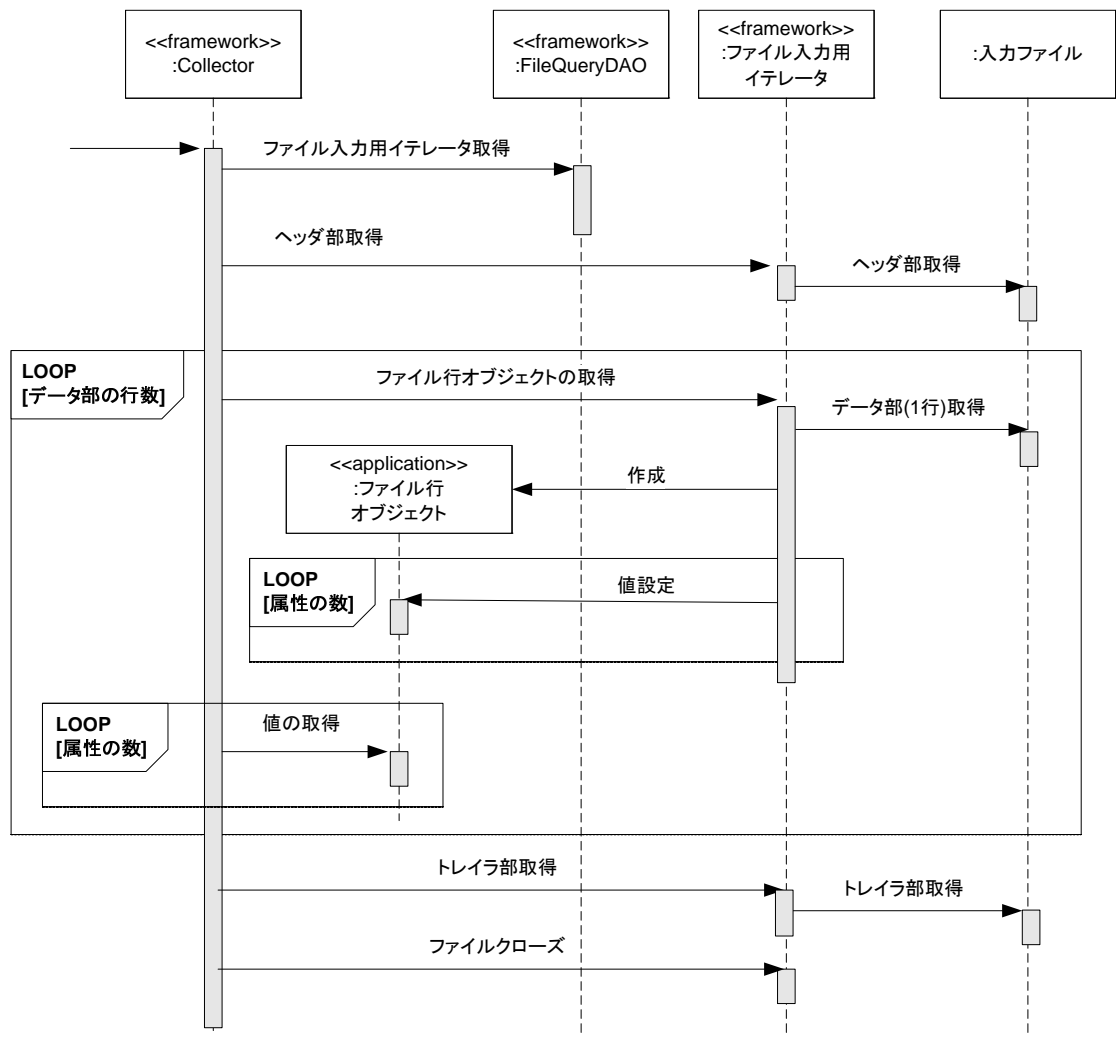 <<framework>>
:Collector
<<framework>>
:FileQueryDAO
<<framework>>
:ファイル入力用
イテレータ
:入力ファイル
ファイル入力用イテレータ取得
ヘッダ部取得
ヘッダ部取得
LOOP
[データ部の行数]
ファイル行オブジェクトの取得
データ部(1行)取得
<<application>>
:ファイル行
オブジェクト
作成
LOOP
[属性の数]
値設定
LOOP
[属性の数]
値の取得
トレイラ部取得
トレイラ部取得
ファイルクローズ